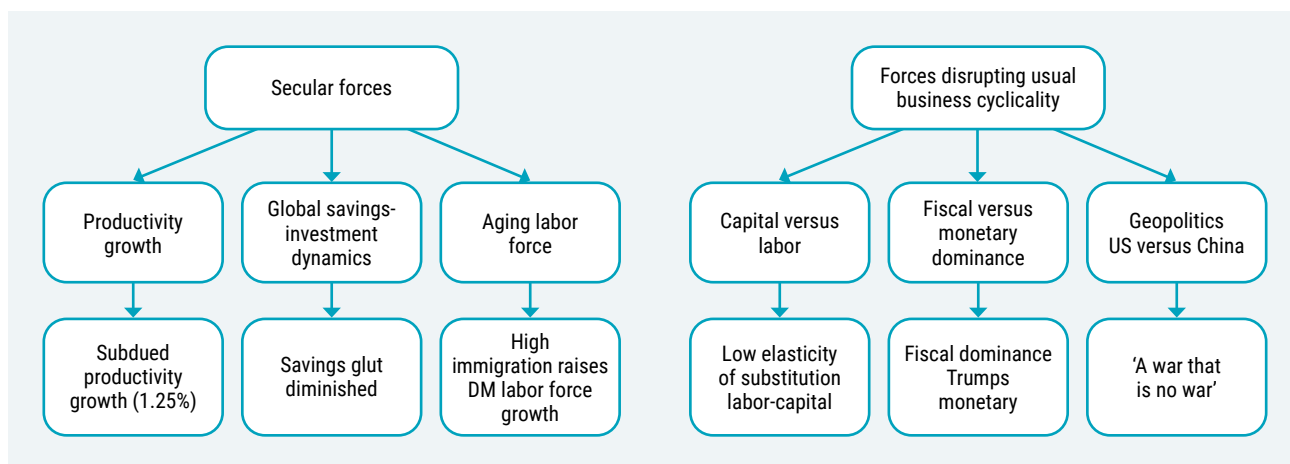 Secular forces
Forces disrupting usual
business cyclicality
Productivity
growth
Global savings-
investment
dynamics
Aging labor
force
Capital versus
labor
Fiscal versus
monetary
dominance
Geopolitics
US versus China
Subdued
productivity
growth (1.25%)
Savings glut
diminished
High
immigration raises
DM labor force
growth
Low elasticity
of substitution
labor-capital
Fiscal dominance
Trumps
monetary
‘A war that
is no war’